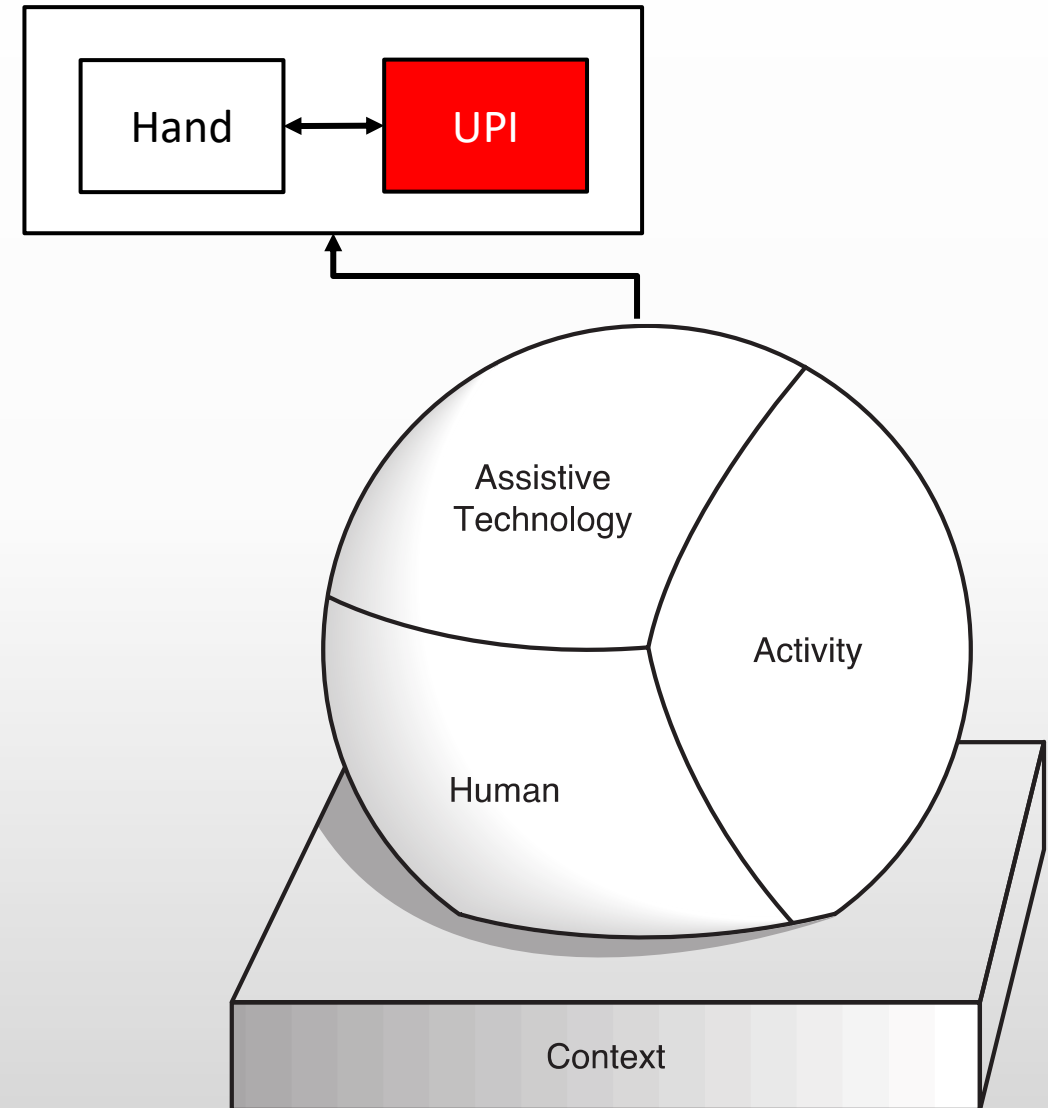 Hand
UPI
Assistive
Technology
Activity
Human
Context